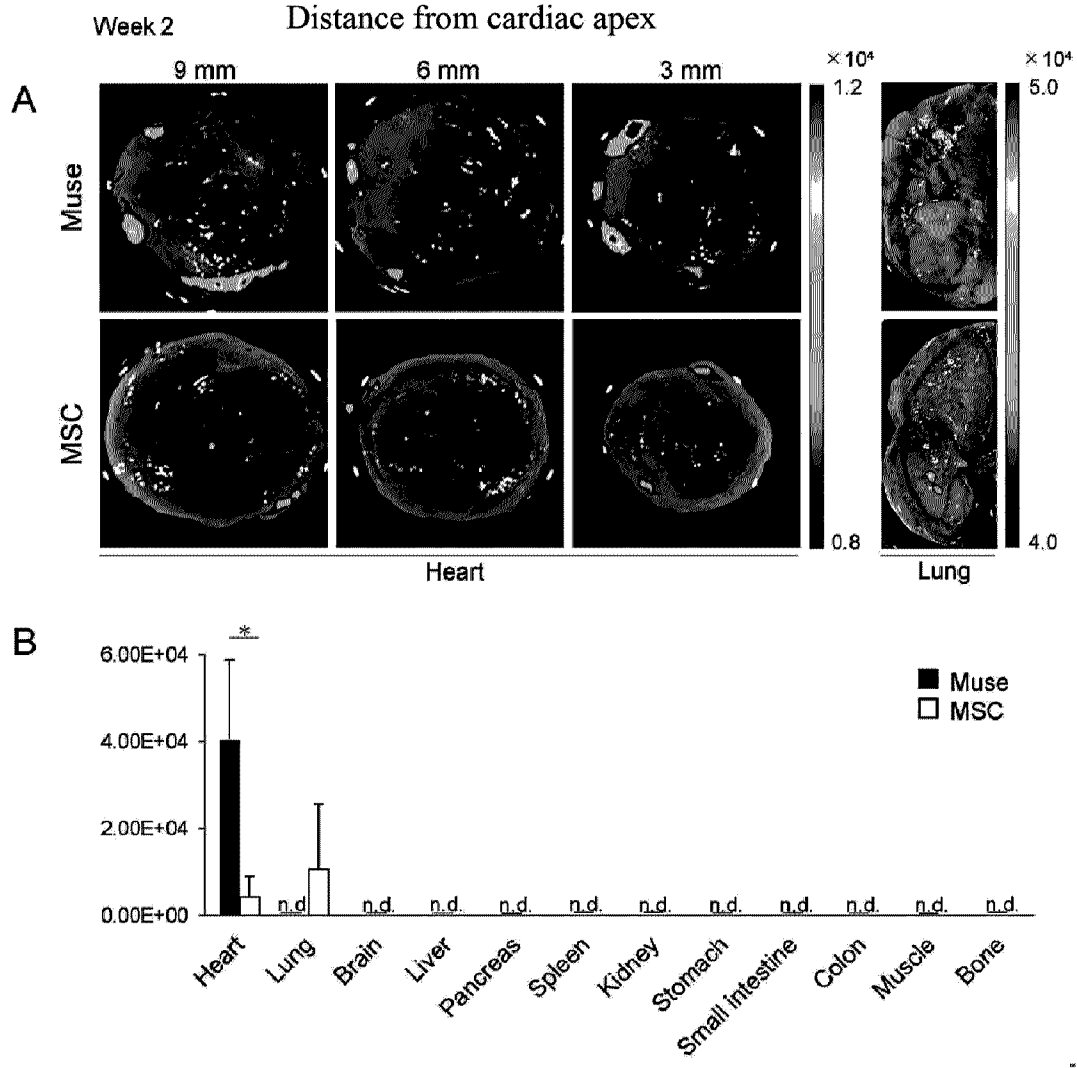 Week 2
Distance from cardiac apex
9 mm
6 mm
3 mm
×10⁴
×10⁴
A
1.2
5.0
Muse
MSC
0.8
4.0
Heart
Lung
B
*
6.00E+04
Muse
MSC
4.00E+04
2.00E+04
n.d
n.d.
n.d.
n.d.
n.d.
n.d.
n.d.
n.d.
n.d.
n.d.
n.d.
0.00E+00
Heart
Lung
Brain
Liver
Pancreas
Spleen
Kidney
Stomach
Small intestine
Colon
Muscle
Bone